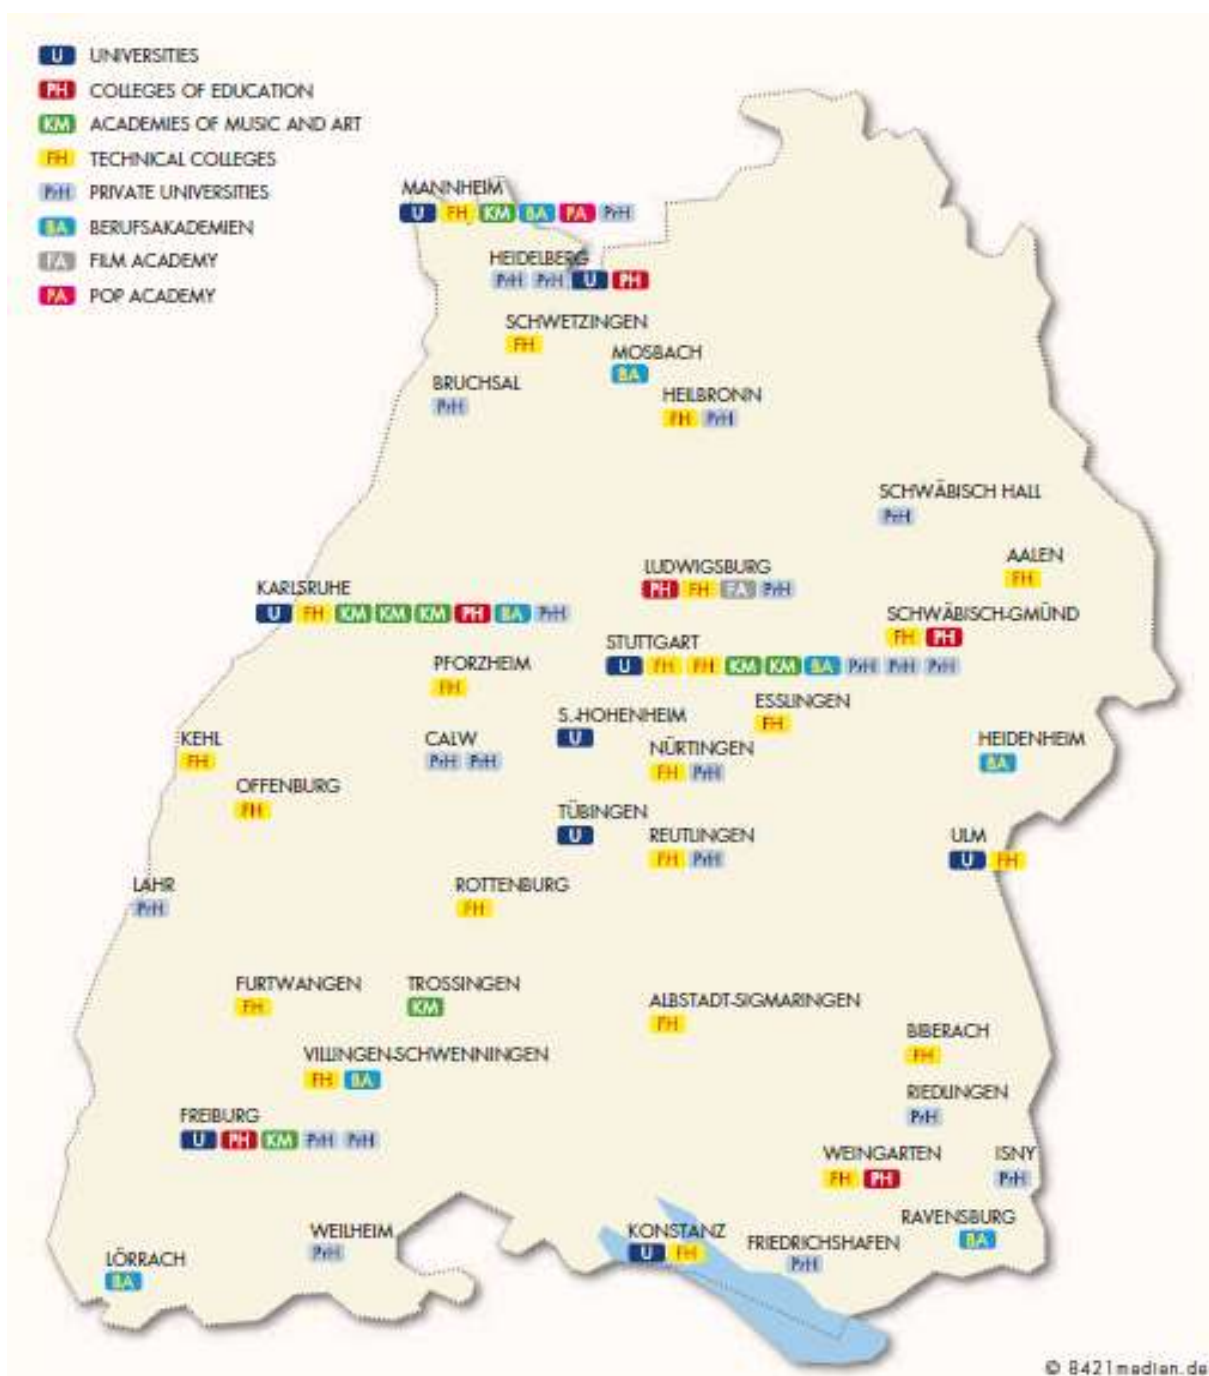 U UNIVERSITIES
PH COLLEGES OF EDUCATION
KM ACADEMIES OF MUSIC AND ART
FH TECHNICAL COLLEGES
PrH PRIVATE UNIVERSITIES
BA BERUFSAKADEMIEN
FA FILM ACADEMY
PA POP ACADEMY
MANNHEIM
U FH KM BA PA PrH
HEIDELBERG
PrH PrH U PH
SCHWETZINGEN
FH
MOSBACH
BA
BRUCHSAL
PrH
HEILBRONN
FH PrH
SCHWÄBISCH HALL
PrH
AALEN
FH
LUDWIGSBURG
PH FH FA PrH
KARLSRUHE
U FH KM KM KM PH BA PrH
SCHWÄBISCH-GMÜND
FH PH
STUTTGART
U FH FH KM KM BA PrH PrH PrH
PFORZHEIM
FH
ESSLINGEN
FH
S.-HOHENHEIM
U
KEHL
FH
CALW
PrH PrH
NÜRTINGEN
FH PrH
HEIDENHEIM
BA
OFFENBURG
FH
TÜBINGEN
U
REUTLINGEN
FH PrH
ULM
U FH
LAHR
PrH
ROTTENBURG
FH
FURTWANGEN
FH
TROSSINGEN
KM
ALBSTADT-SIGMARINGEN
FH
BIBERACH
FH
VILLINGEN-SCHWENNINGEN
FH BA
RIEDLINGEN
PrH
FREIBURG
U PH KM PrH PrH
WEINGARTEN
FH PH
ISNY
PrH
RAVENSBURG
BA
WEILHEIM
PrH
KONSTANZ
U FH
FRIEDRICHSHAFEN
PrH
LÖRRACH
BA
© 8421medien.de